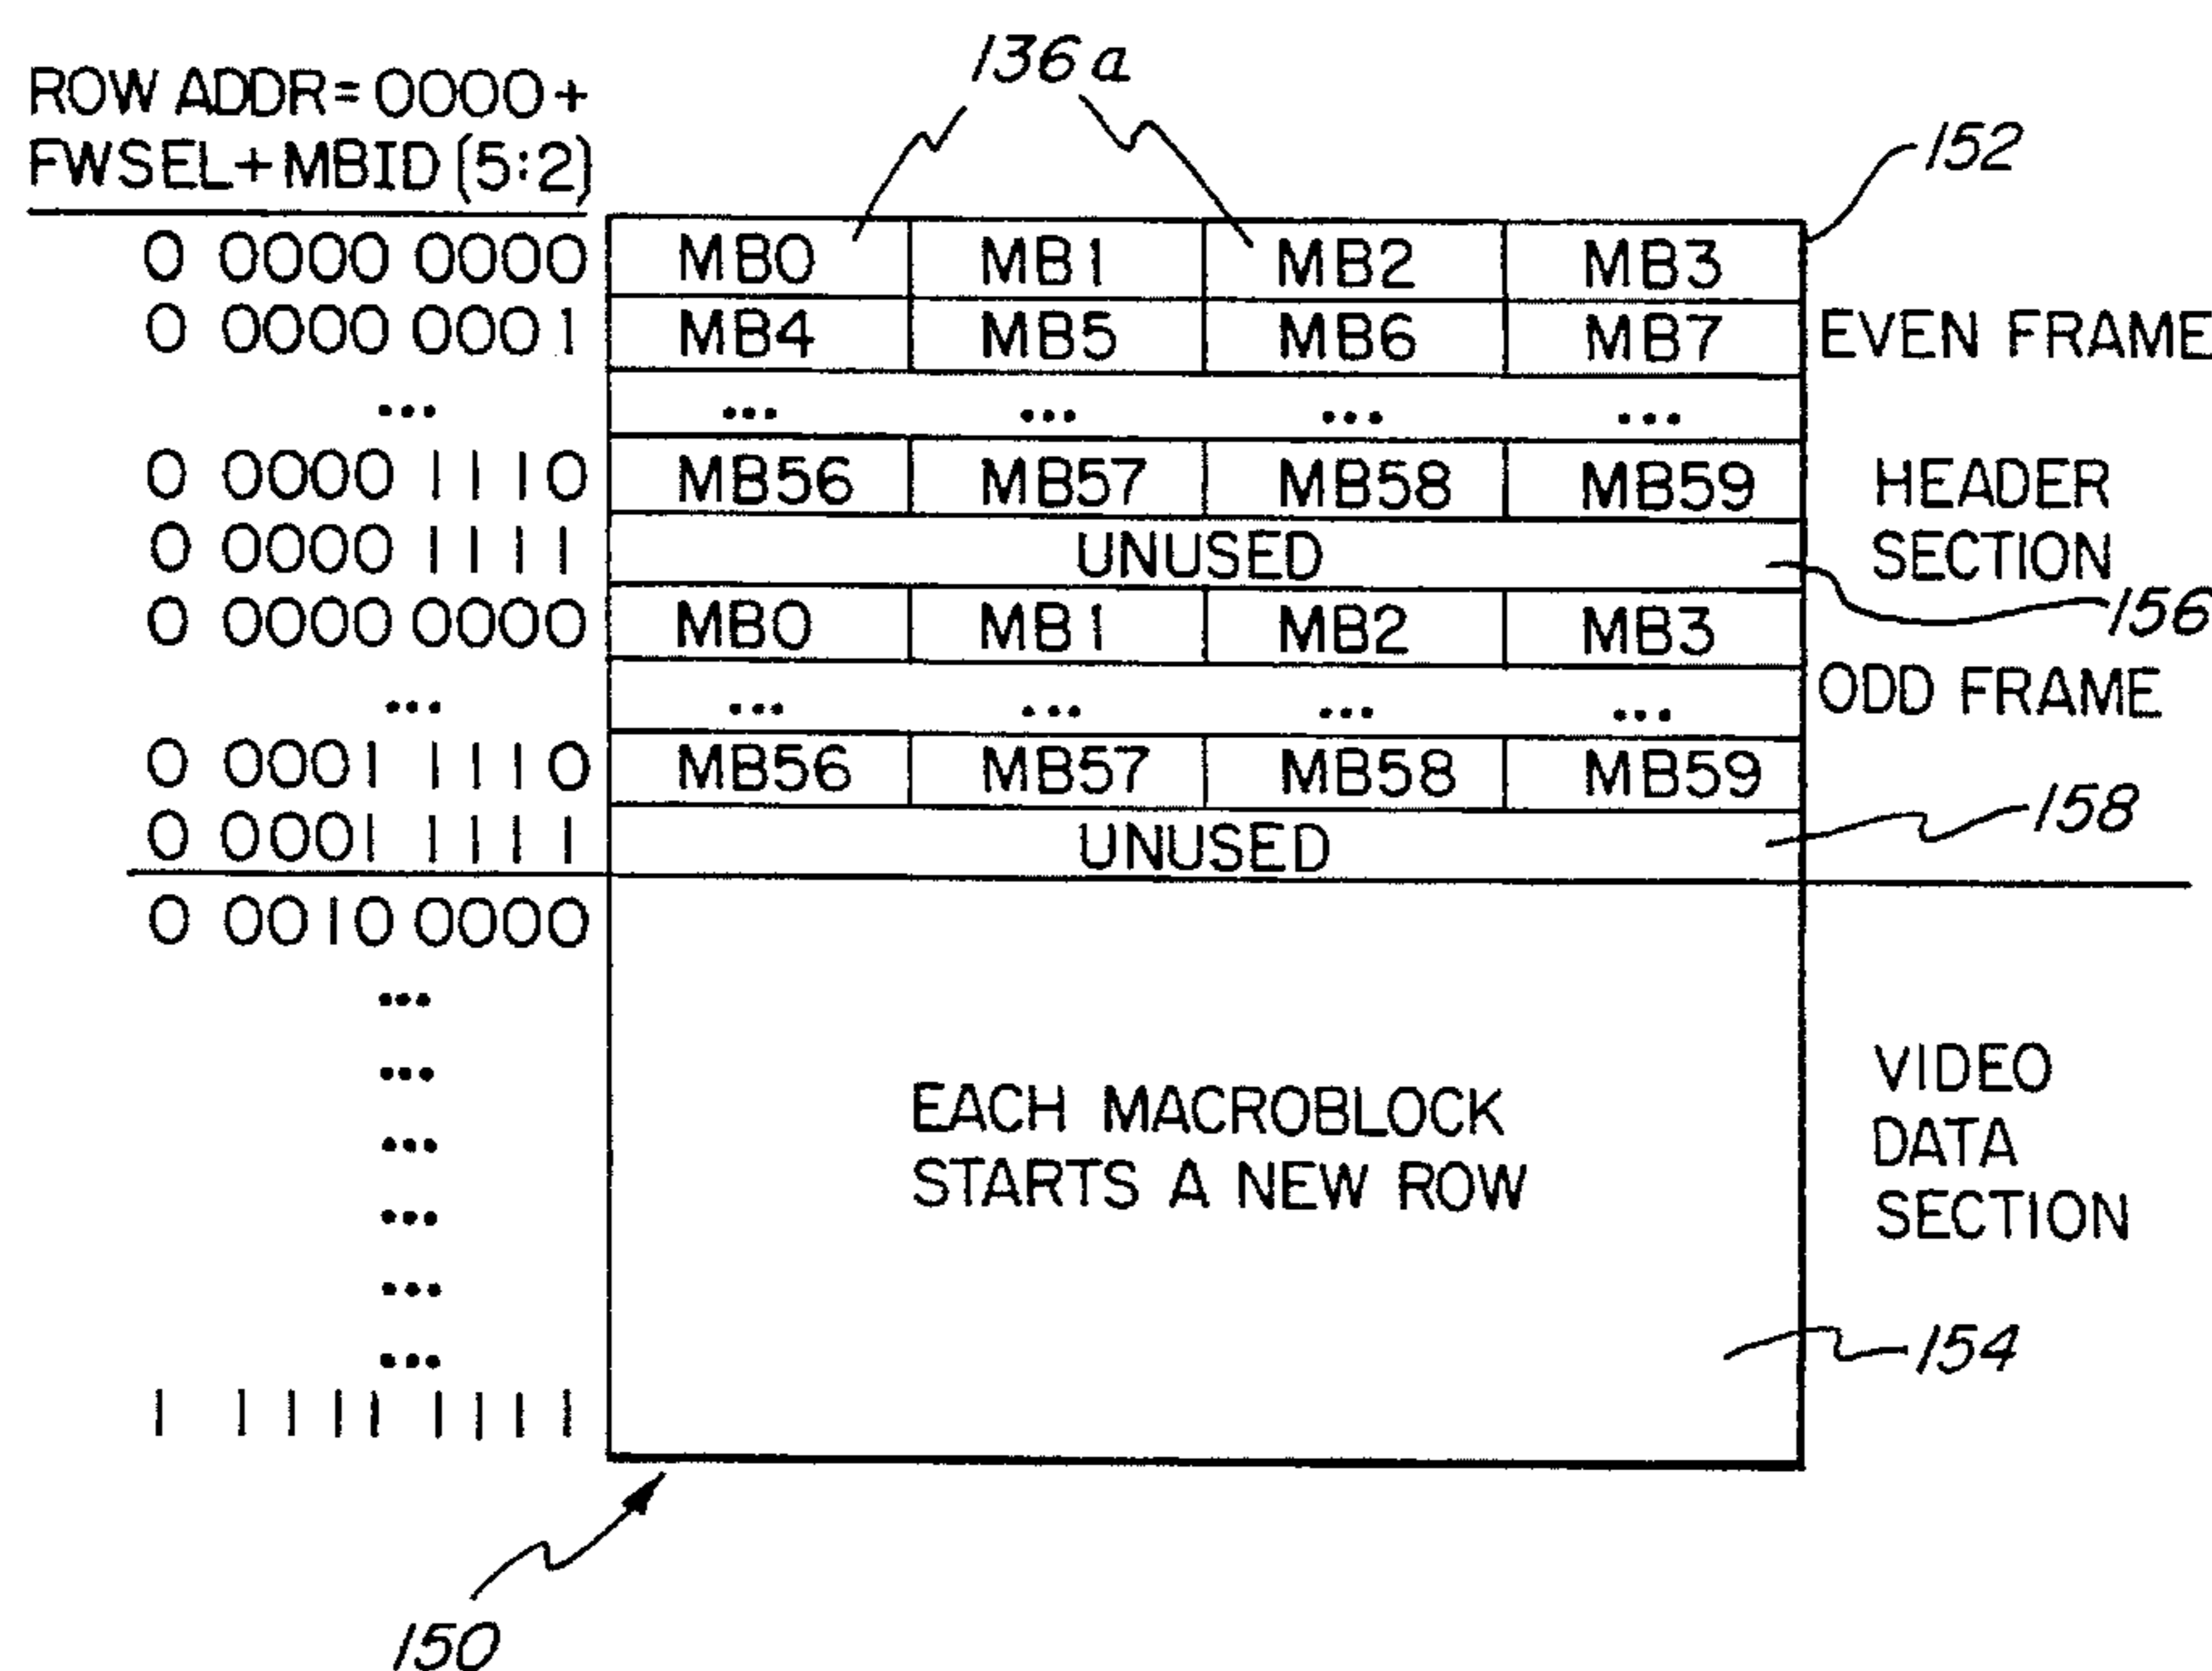 136a
ROW ADDR=0000+
FWSEL+MBID (5:2)
152
0 0000 0000 MB0 MB1 MB2 MB3
0 0000 0001 MB4 MB5 MB6 MB7 EVEN FRAME
... ... ... ... ...
0 0000 1110 MB56 MB57 MB58 MB59 HEADER
0 0000 1111 UNUSED SECTION
0 0000 0000 MB0 MB1 MB2 MB3 156
... ... ... ... ... ODD FRAME
0 0001 1110 MB56 MB57 MB58 MB59
0 0001 1111 UNUSED 158
0 0010 0000
...
... VIDEO
EACH MACROBLOCK
... DATA
STARTS A NEW ROW
... SECTION
...
... 154
1 1111 1111
150